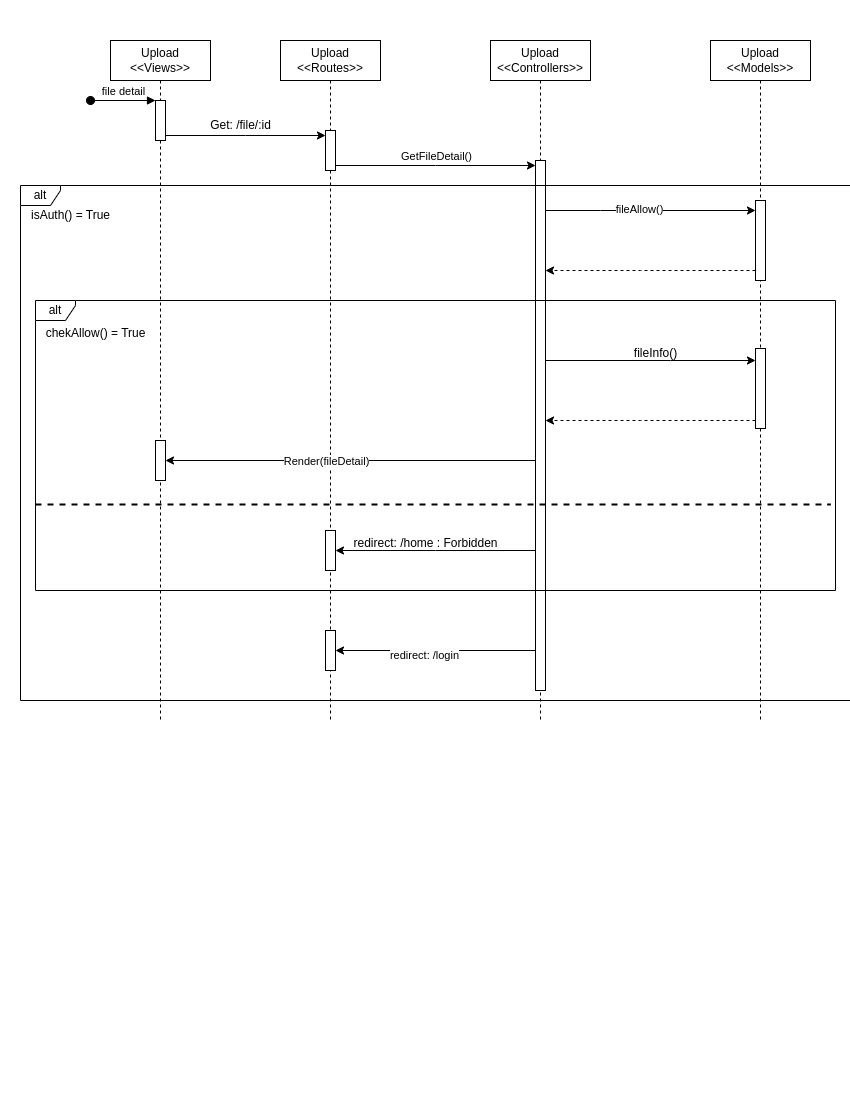 Upload
<<Views>>
Upload
<<Routes>>
Upload
<<Controllers>>
Upload
<<Models>>
file detail
Get: /file/:id
GetFileDetail()
alt
isAuth() = True
fileAllow()
alt
chekAllow() = True
fileInfo()
Render(fileDetail)
redirect: /home : Forbidden
redirect: /login